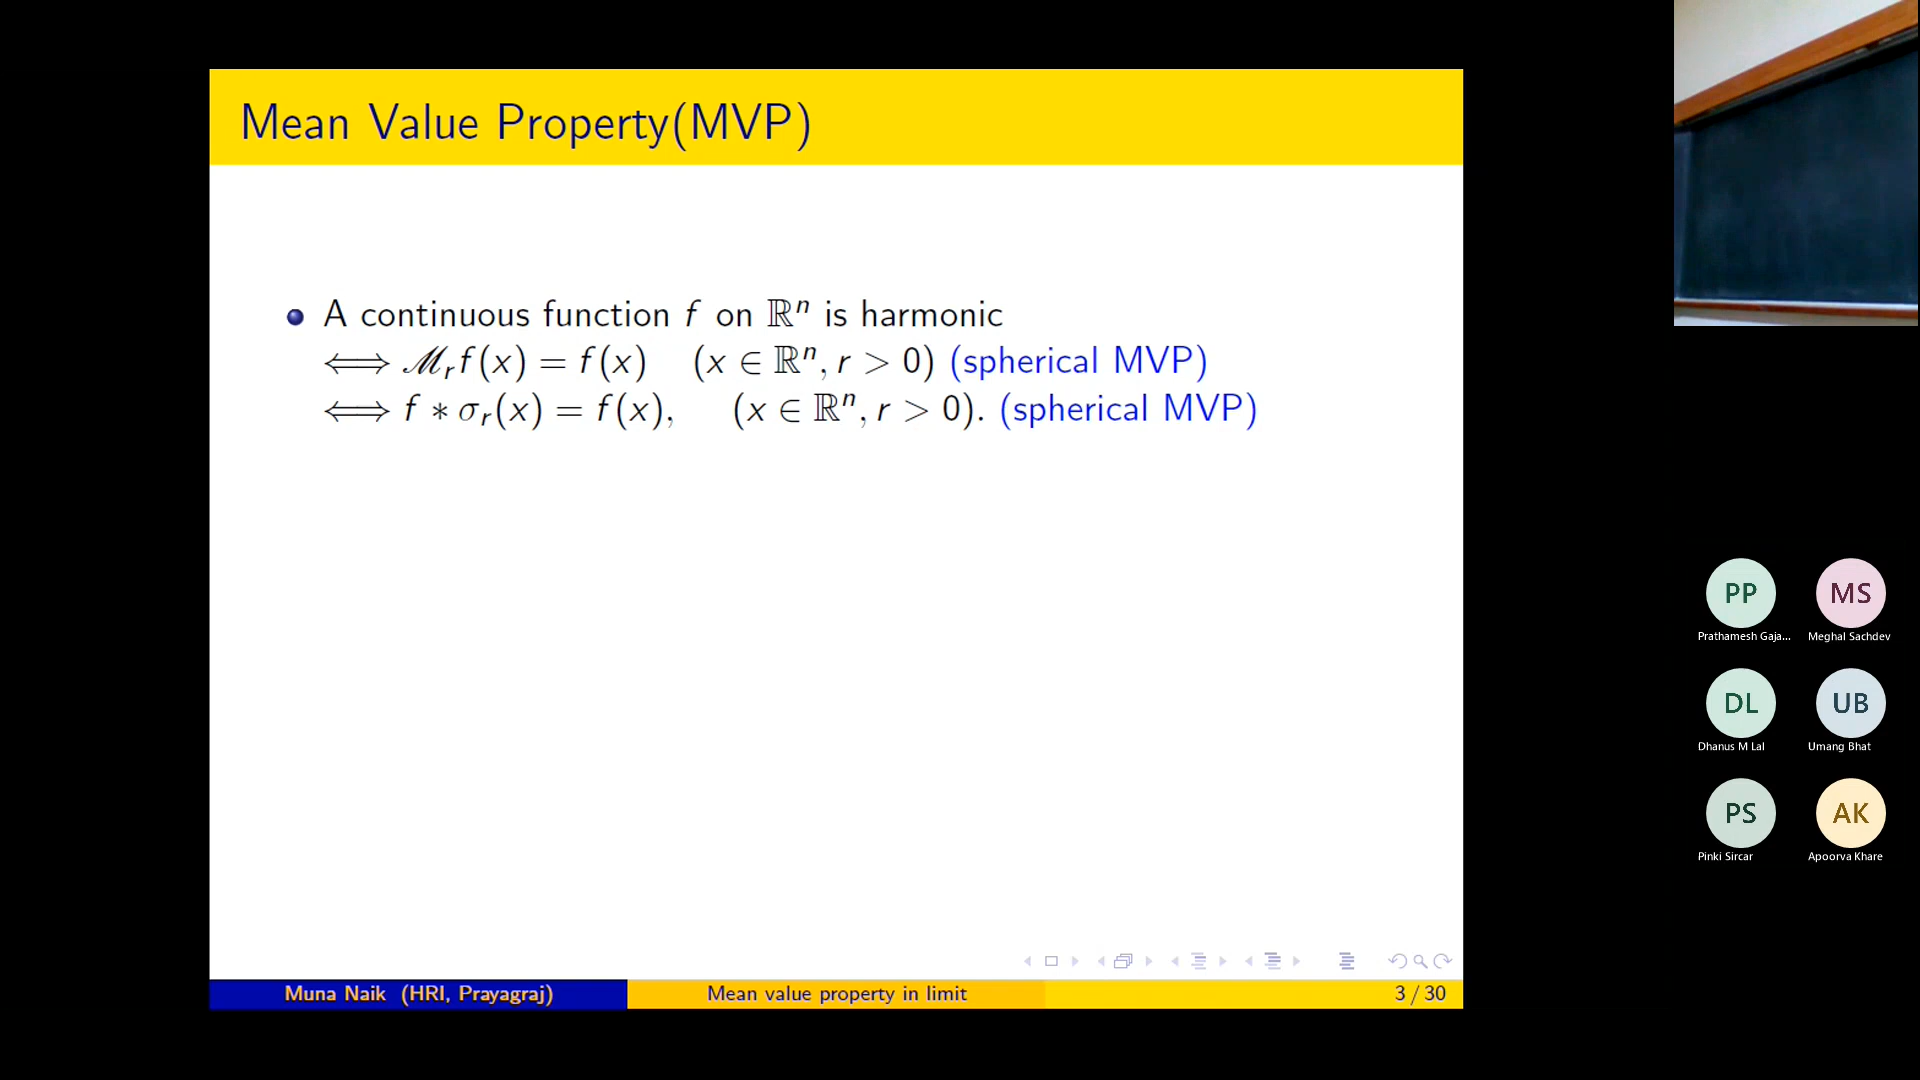 Mean Value Property(MVP)
A continuous function f on ℝⁿ is harmonic
⟺ ℳᵣf(x) = f(x) (x ∈ ℝⁿ, r > 0) (spherical MVP)
⟺ f ∗ σᵣ(x) = f(x), (x ∈ ℝⁿ, r > 0). (spherical MVP)
Muna Naik (HRI, Prayagraj) Mean value property in limit 3 / 30
PP MS
Prathamesh Gaja... Meghal Sachdev
DL UB
Dhanus M Lal Umang Bhat
PS AK
Pinki Sircar Apoorva Khare